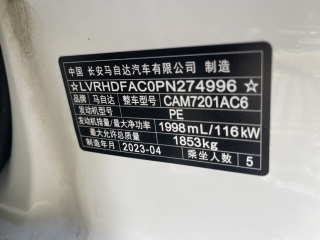 中国 长安马自达汽车有限公司 制造
☆LVRHDFAC0PN274996☆
品牌 马自达 整车型号 CAM7201AC6
发动机型号 PE
发动机排量/最大净功率 1998mL/116kW
最大允许总质量 1853kg
制造年月 2023-04 乘坐人数 5